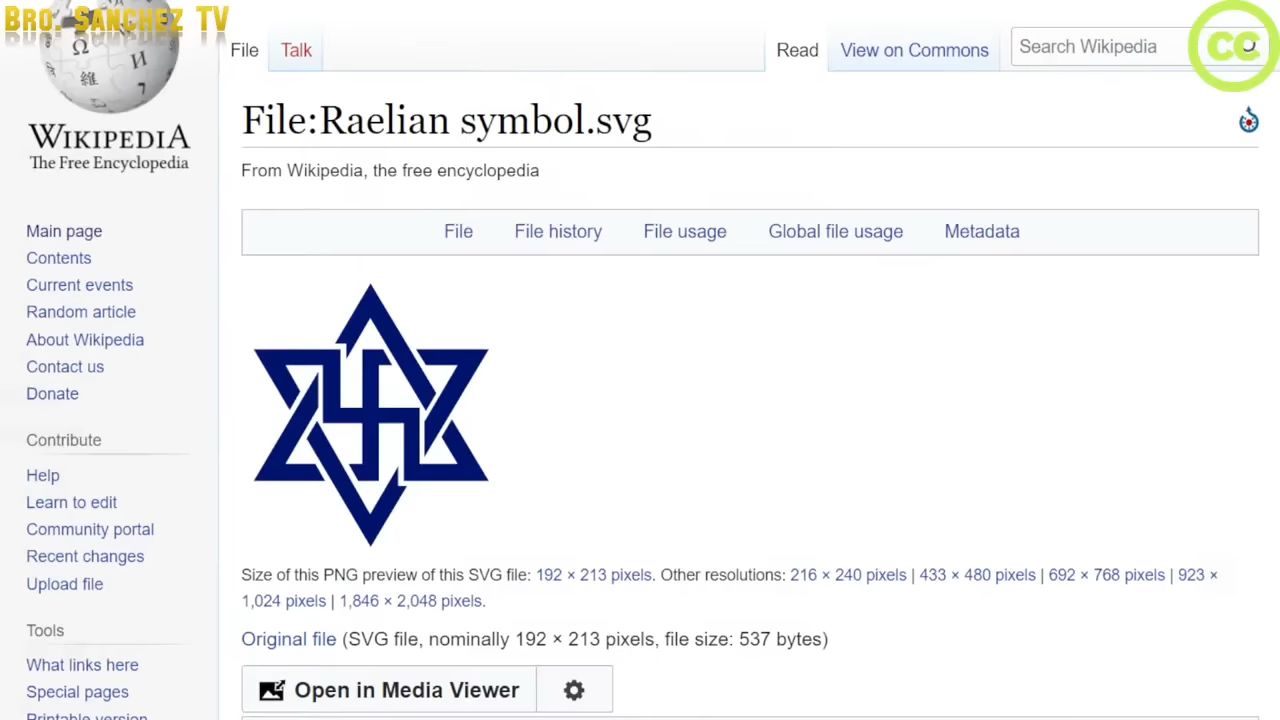 Bro. Sanchez TV
CC
Ω И 維 7
WIKIPEDIA
The Free Encyclopedia
File Talk Read View on Commons Search Wikipedia
File:Raelian symbol.svg
From Wikipedia, the free encyclopedia
File File history File usage Global file usage Metadata
Main page
Contents
Current events
Random article
About Wikipedia
Contact us
Donate
Contribute
Help
Learn to edit
Community portal
Recent changes
Upload file
Tools
What links here
Special pages
Printable version
Size of this PNG preview of this SVG file: 192 × 213 pixels. Other resolutions: 216 × 240 pixels | 433 × 480 pixels | 692 × 768 pixels | 923 ×
1,024 pixels | 1,846 × 2,048 pixels.
Original file (SVG file, nominally 192 × 213 pixels, file size: 537 bytes)
Open in Media Viewer